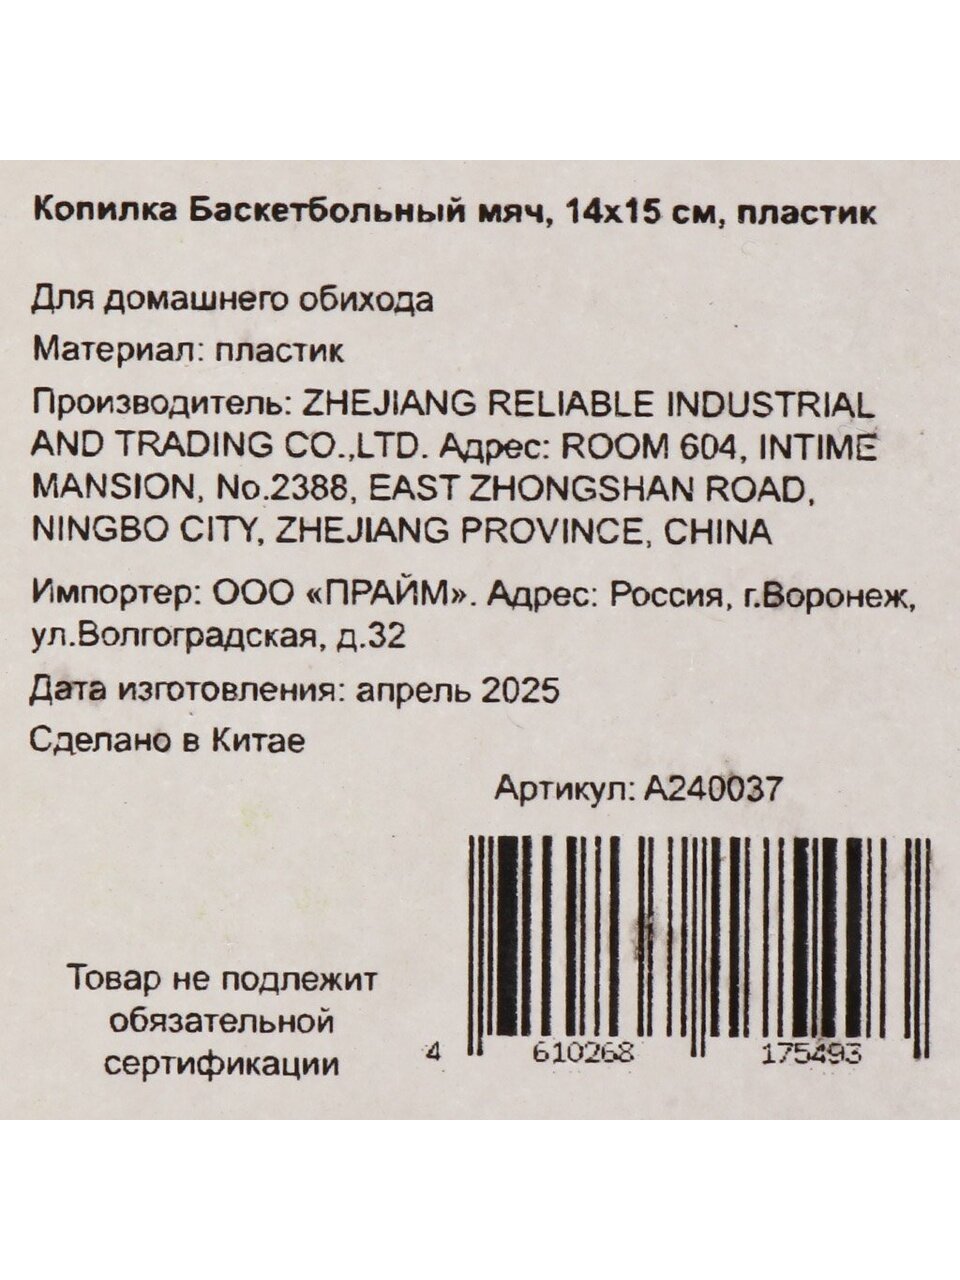 Копилка Баскетбольный мяч, 14х15 см, пластик
Для домашнего обихода
Материал: пластик
Производитель: ZHEJIANG RELIABLE INDUSTRIAL
AND TRADING CO.,LTD. Адрес: ROOM 604, INTIME
MANSION, No.2388, EAST ZHONGSHAN ROAD,
NINGBO CITY, ZHEJIANG PROVINCE, CHINA
Импортер: ООО «ПРАЙМ». Адрес: Россия, г.Воронеж,
ул.Волгоградская, д.32
Дата изготовления: апрель 2025
Сделано в Китае
Артикул: A240037
Товар не подлежит
обязательной
сертификации
4 610268 175493